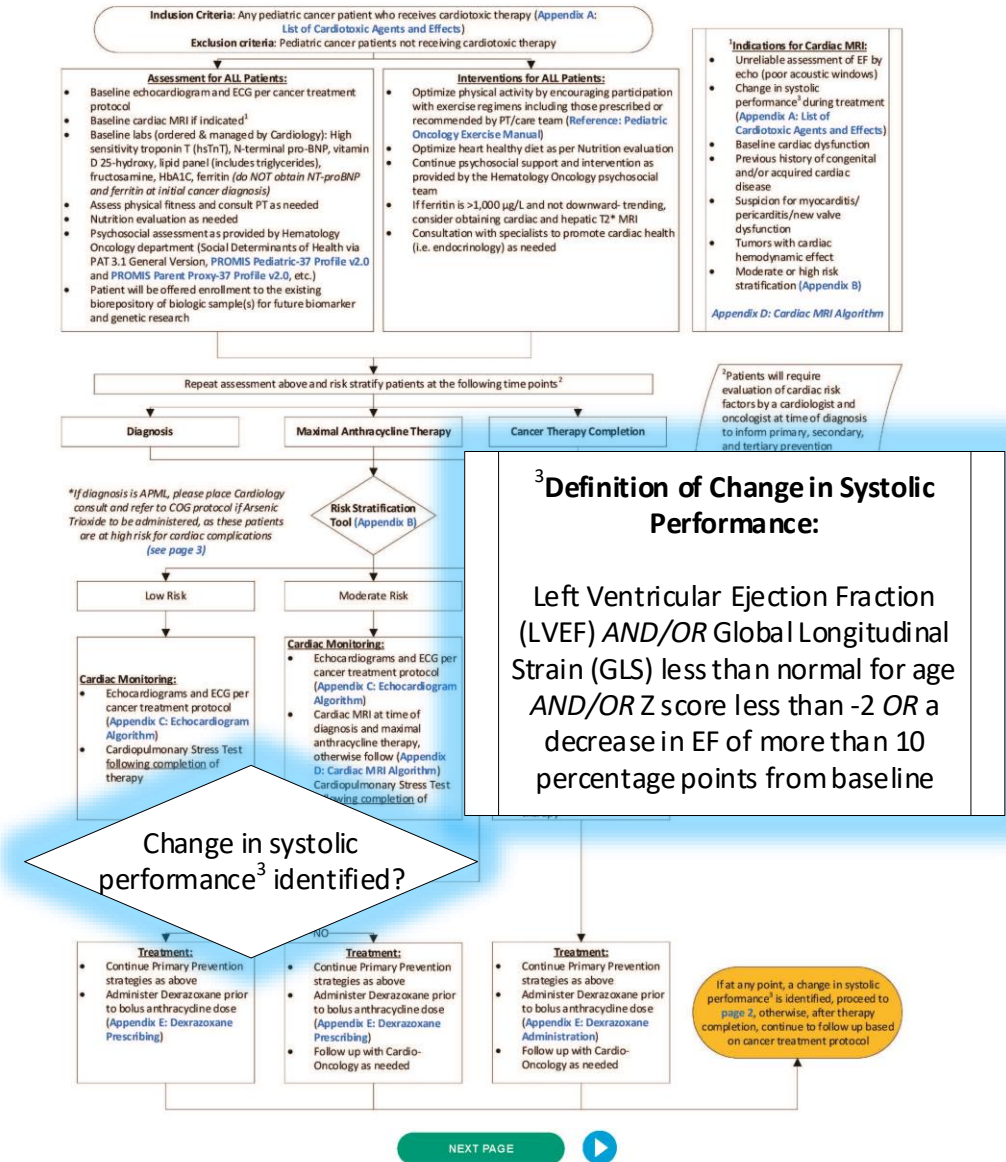 Inclusion Criteria: Any pediatric cancer patient who receives cardiotoxic therapy (Appendix A:
List of Cardiotoxic Agents and Effects)
Exclusion criteria: Pediatric cancer patients not receiving cardiotoxic therapy
Assessment for ALL Patients:
• Baseline echocardiogram and ECG per cancer treatment
protocol
• Baseline cardiac MRI if indicated¹
• Baseline labs (ordered & managed by Cardiology): High
sensitivity troponin T (hsTnT), N-terminal pro-BNP, vitamin
D 25-hydroxy, lipid panel (includes triglycerides),
fructosamine, HbA1C, ferritin (do NOT obtain NT-proBNP
and ferritin at initial cancer diagnosis)
• Assess physical fitness and consult PT as needed
• Nutrition evaluation as needed
• Psychosocial assessment as provided by Hematology
Oncology department (Social Determinants of Health via
PAT 3.1 General Version, PROMIS Pediatric-37 Profile v2.0
and PROMIS Parent Proxy-37 Profile v2.0, etc.)
• Patient will be offered enrollment to the existing
biorepository of biologic sample(s) for future biomarker
and genetic research
Interventions for ALL Patients:
• Optimize physical activity by encouraging participation
with exercise regimens including those prescribed or
recommended by PT/care team (Reference: Pediatric
Oncology Exercise Manual)
• Optimize heart healthy diet as per Nutrition evaluation
• Continue psychosocial support and intervention as
provided by the Hematology Oncology psychosocial
team
• If ferritin is >1,000 µg/L and not downward- trending,
consider obtaining cardiac and hepatic T2* MRI
• Consultation with specialists to promote cardiac health
(i.e. endocrinology) as needed
¹Indications for Cardiac MRI:
• Unreliable assessment of EF by
echo (poor acoustic windows)
• Change in systolic
performance³ during treatment
(Appendix A: List of
Cardiotoxic Agents and Effects)
• Baseline cardiac dysfunction
• Previous history of congenital
and/or acquired cardiac
disease
• Suspicion for myocarditis/
pericarditis/new valve
dysfunction
• Tumors with cardiac
hemodynamic effect
• Moderate or high risk
stratification (Appendix B)
Appendix D: Cardiac MRI Algorithm
Repeat assessment above and risk stratify patients at the following time points²
²Patients will require
evaluation of cardiac risk
factors by a cardiologist and
oncologist at time of diagnosis
to inform primary, secondary,
and tertiary prevention
Diagnosis
Maximal Anthracycline Therapy
Cancer Therapy Completion
*If diagnosis is APML, please place Cardiology
consult and refer to COG protocol if Arsenic
Trioxide to be administered, as these patients
are at high risk for cardiac complications
(see page 3)
Risk Stratification
Tool (Appendix B)
³Definition of Change in Systolic
Performance:
Left Ventricular Ejection Fraction
(LVEF) AND/OR Global Longitudinal
Strain (GLS) less than normal for age
AND/OR Z score less than -2 OR a
decrease in EF of more than 10
percentage points from baseline
Low Risk
Moderate Risk
Cardiac Monitoring:
• Echocardiograms and ECG per
cancer treatment protocol
(Appendix C: Echocardiogram
Algorithm)
• Cardiopulmonary Stress Test
following completion of
therapy
Cardiac Monitoring:
• Echocardiograms and ECG per
cancer treatment protocol
(Appendix C: Echocardiogram
Algorithm)
• Cardiac MRI at time of
diagnosis and maximal
anthracycline therapy,
otherwise follow (Appendix
D: Cardiac MRI Algorithm)
Cardiopulmonary Stress Test
following completion of
Change in systolic
performance³ identified?
NO
Treatment:
• Continue Primary Prevention
strategies as above
• Administer Dexrazoxane prior
to bolus anthracycline dose
(Appendix E: Dexrazoxane
Prescribing)
Treatment:
• Continue Primary Prevention
strategies as above
• Administer Dexrazoxane prior
to bolus anthracycline dose
(Appendix E: Dexrazoxane
Prescribing)
• Follow up with Cardio-
Oncology as needed
Treatment:
• Continue Primary Prevention
strategies as above
• Administer Dexrazoxane prior
to bolus anthracycline dose
(Appendix E: Dexrazoxane
Administration)
• Follow up with Cardio-
Oncology as needed
If at any point, a change in systolic
performance³ is identified, proceed to
page 2, otherwise, after therapy
completion, continue to follow up based
on cancer treatment protocol
NEXT PAGE